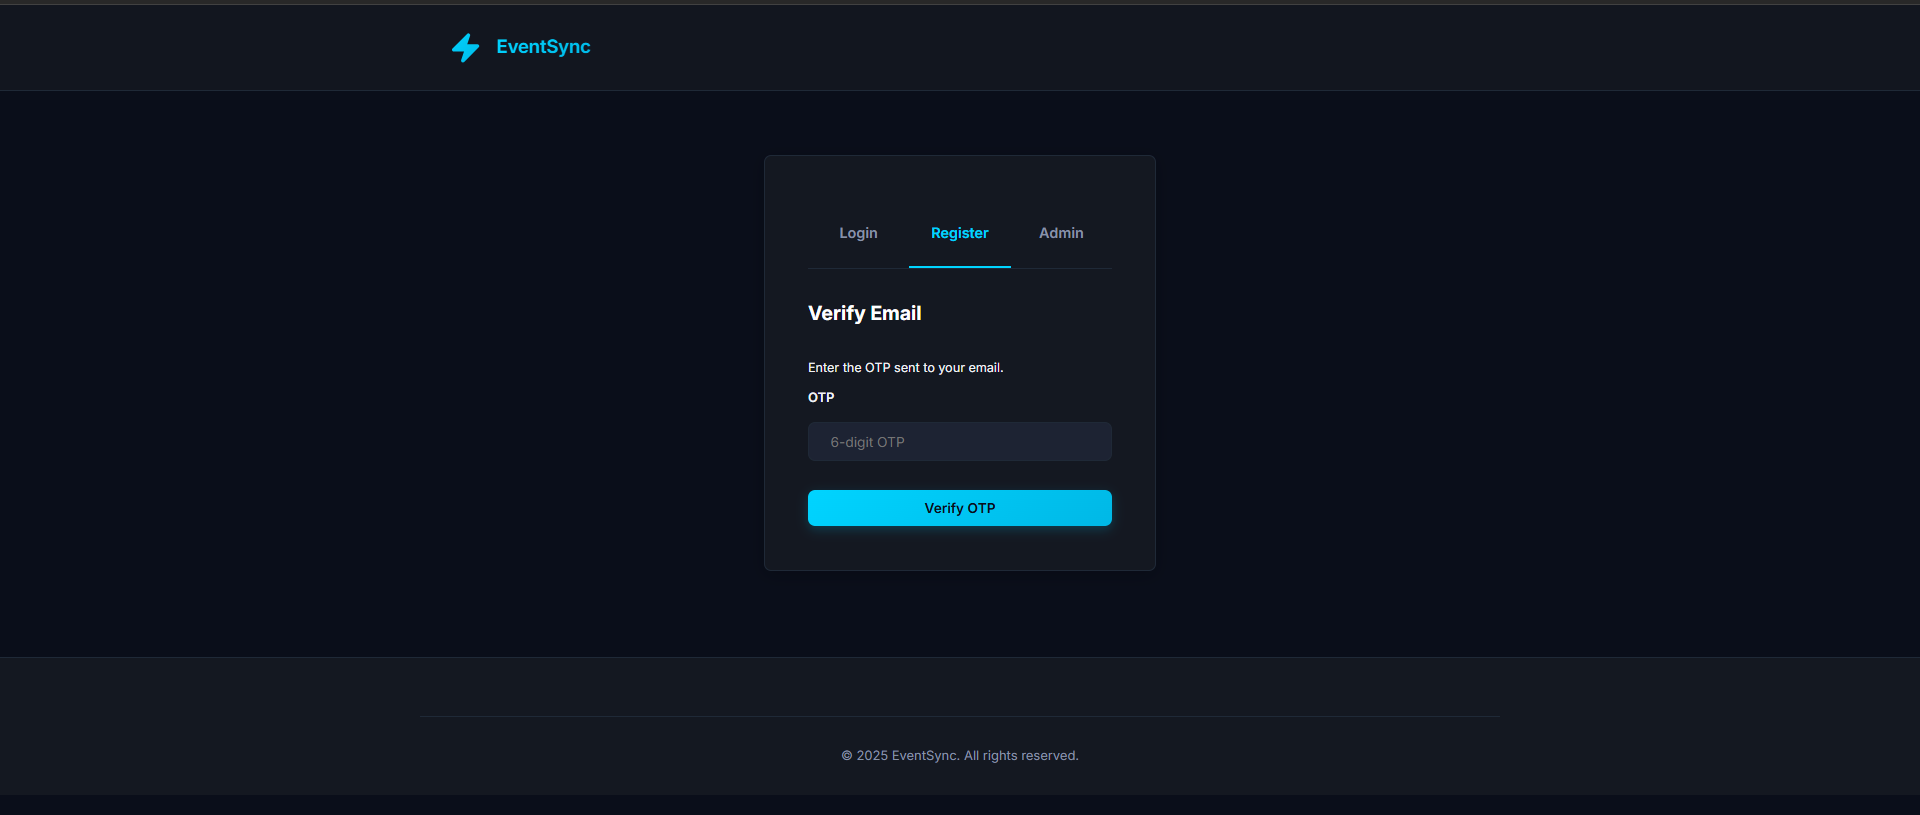 EventSync
Login Register Admin
Verify Email
Enter the OTP sent to your email.
OTP
6-digit OTP
Verify OTP
© 2025 EventSync. All rights reserved.